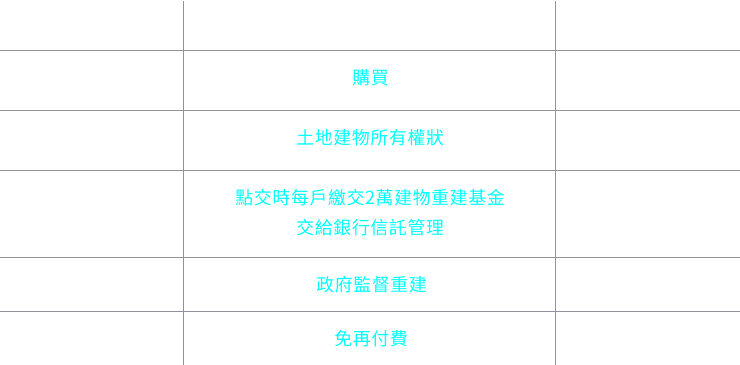 購買
土地建物所有權狀
點交時每戶繳交2萬建物重建基金
交給銀行信託管理
政府監督重建
免再付費